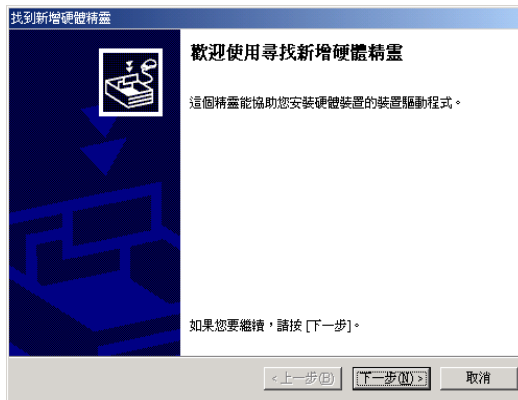 找到新增硬體精靈
歡迎使用尋找新增硬體精靈
這個精靈能協助您安裝硬體裝置的裝置驅動程式。
如果您要繼續，請按 [下一步]。
<上一步(B) 下一步(N)> 取消